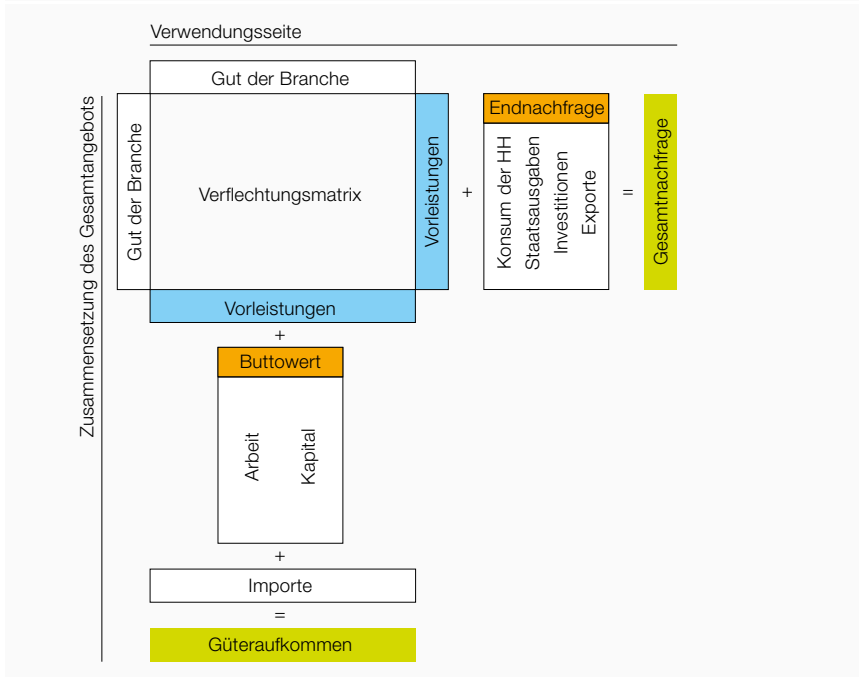 Verwendungsseite
Gut der Branche
Zusammensetzung des Gesamtangebots
Gut der Branche
Verflechtungsmatrix
Vorleistungen
+
Endnachfrage
Konsum der HH
Staatsausgaben
Investitionen
Exporte
=
Gesamtnachfrage
Vorleistungen
+
Buttowert
Arbeit
Kapital
+
Importe
=
Güteraufkommen